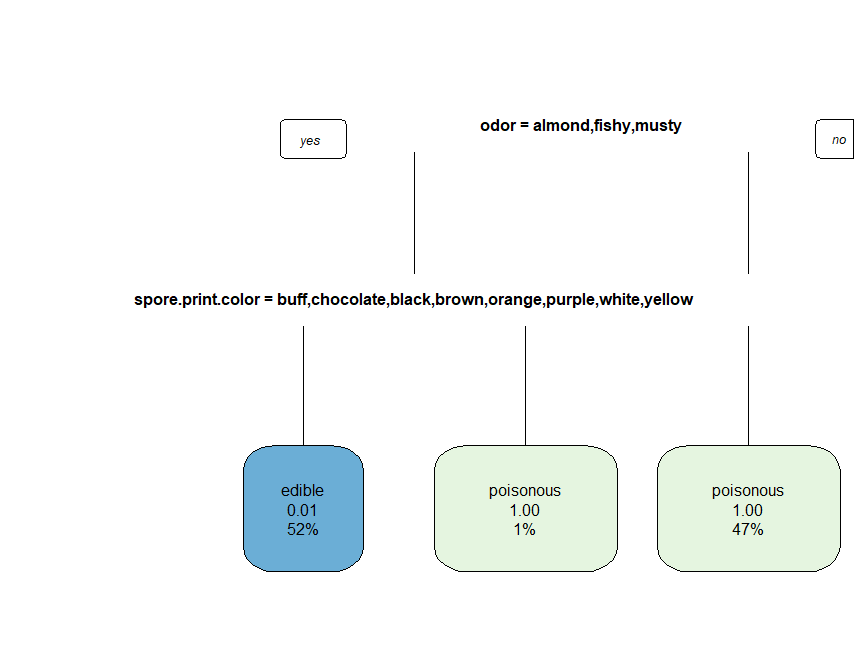 odor = almond,fishy,musty
yes
no
spore.print.color = buff,chocolate,black,brown,orange,purple,white,yellow
edible
0.01
52%
poisonous
1.00
1%
poisonous
1.00
47%